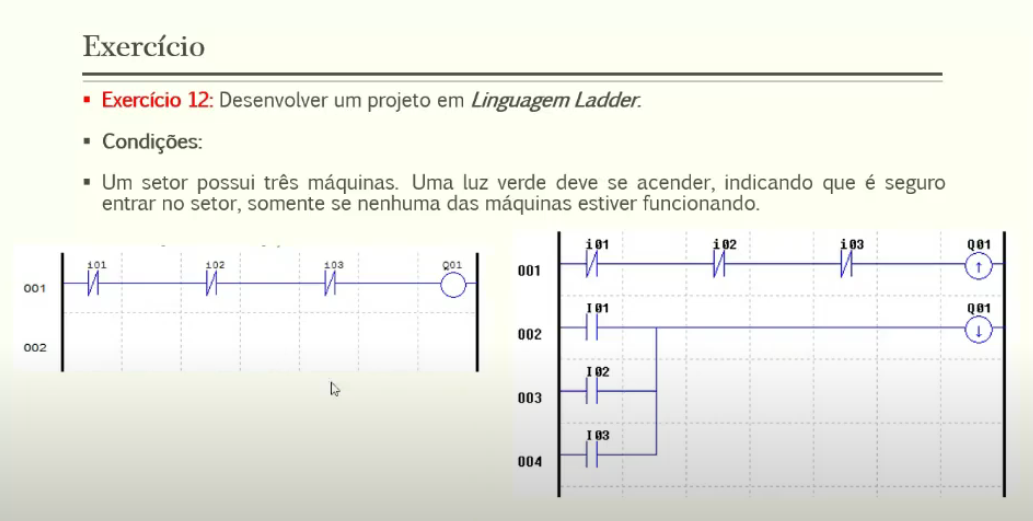 Exercício
▪ Exercício 12: Desenvolver um projeto em Linguagem Ladder.
▪ Condições:
▪ Um setor possui três máquinas. Uma luz verde deve se acender, indicando que é seguro
entrar no setor, somente se nenhuma das máquinas estiver funcionando.
i01 i02 i03 Q01
001
002
i01 i02 i03 Q01
001
I01 Q01
002
I02
003
I03
004